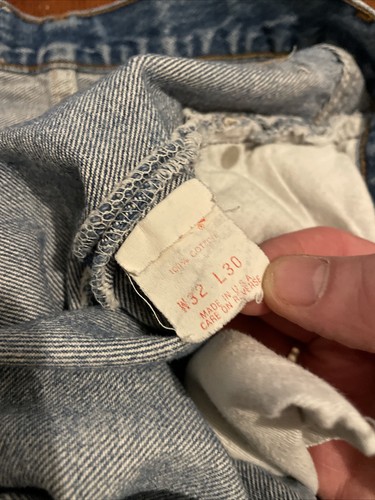 100% COTTON
W32 L30
MADE IN U.S.A.
CARE ON REVERSE